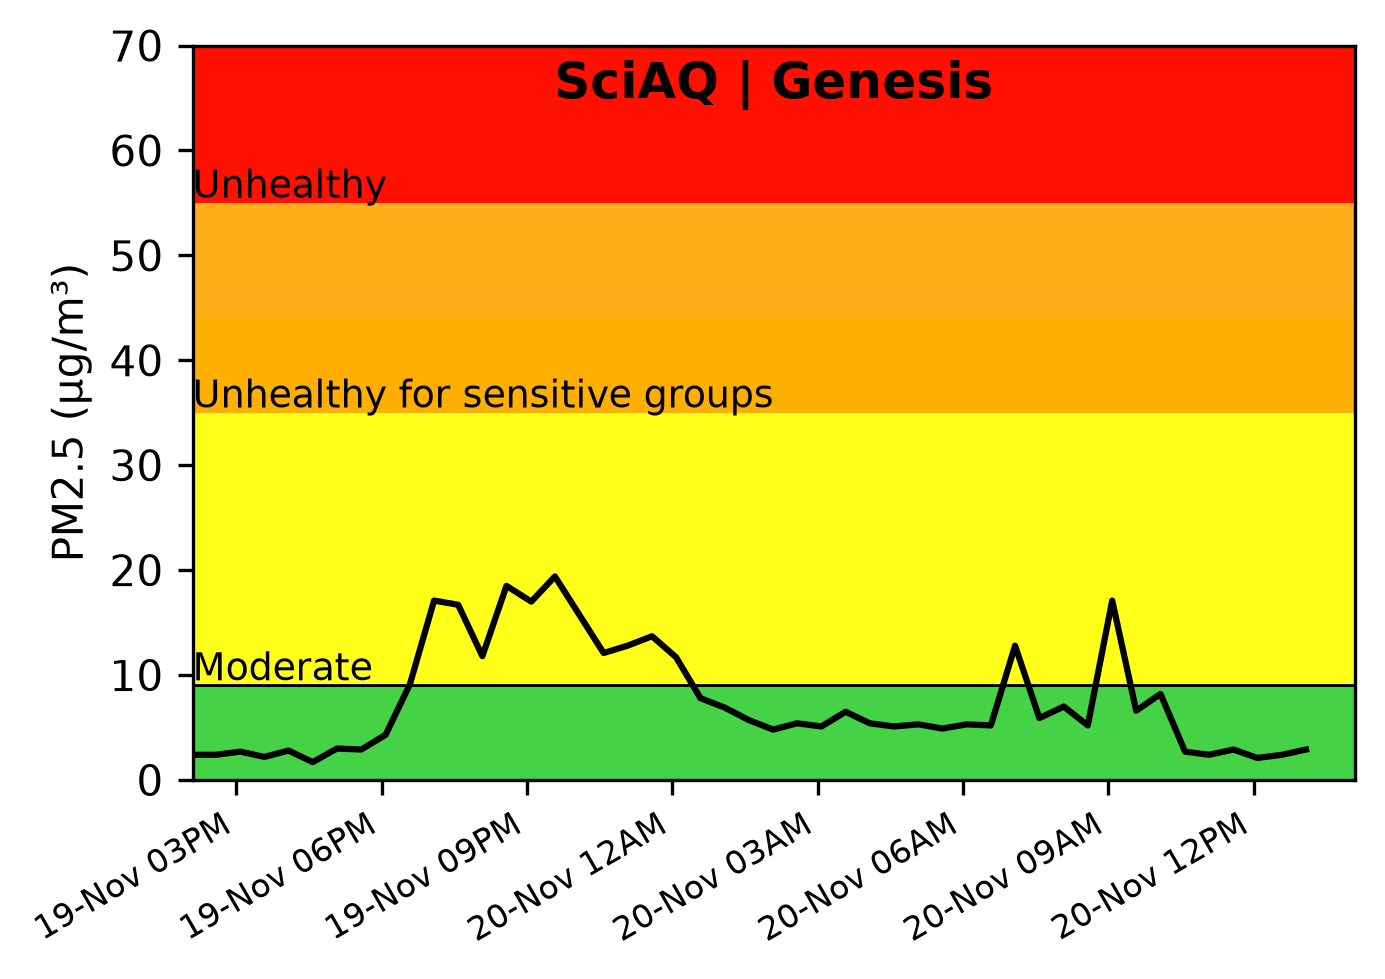 SciAQ | Genesis
70
60
50
40
30
20
10
0
PM2.5 (µg/m³)
Unhealthy
Unhealthy for sensitive groups
Moderate
19-Nov 03PM
19-Nov 06PM
19-Nov 09PM
20-Nov 12AM
20-Nov 03AM
20-Nov 06AM
20-Nov 09AM
20-Nov 12PM